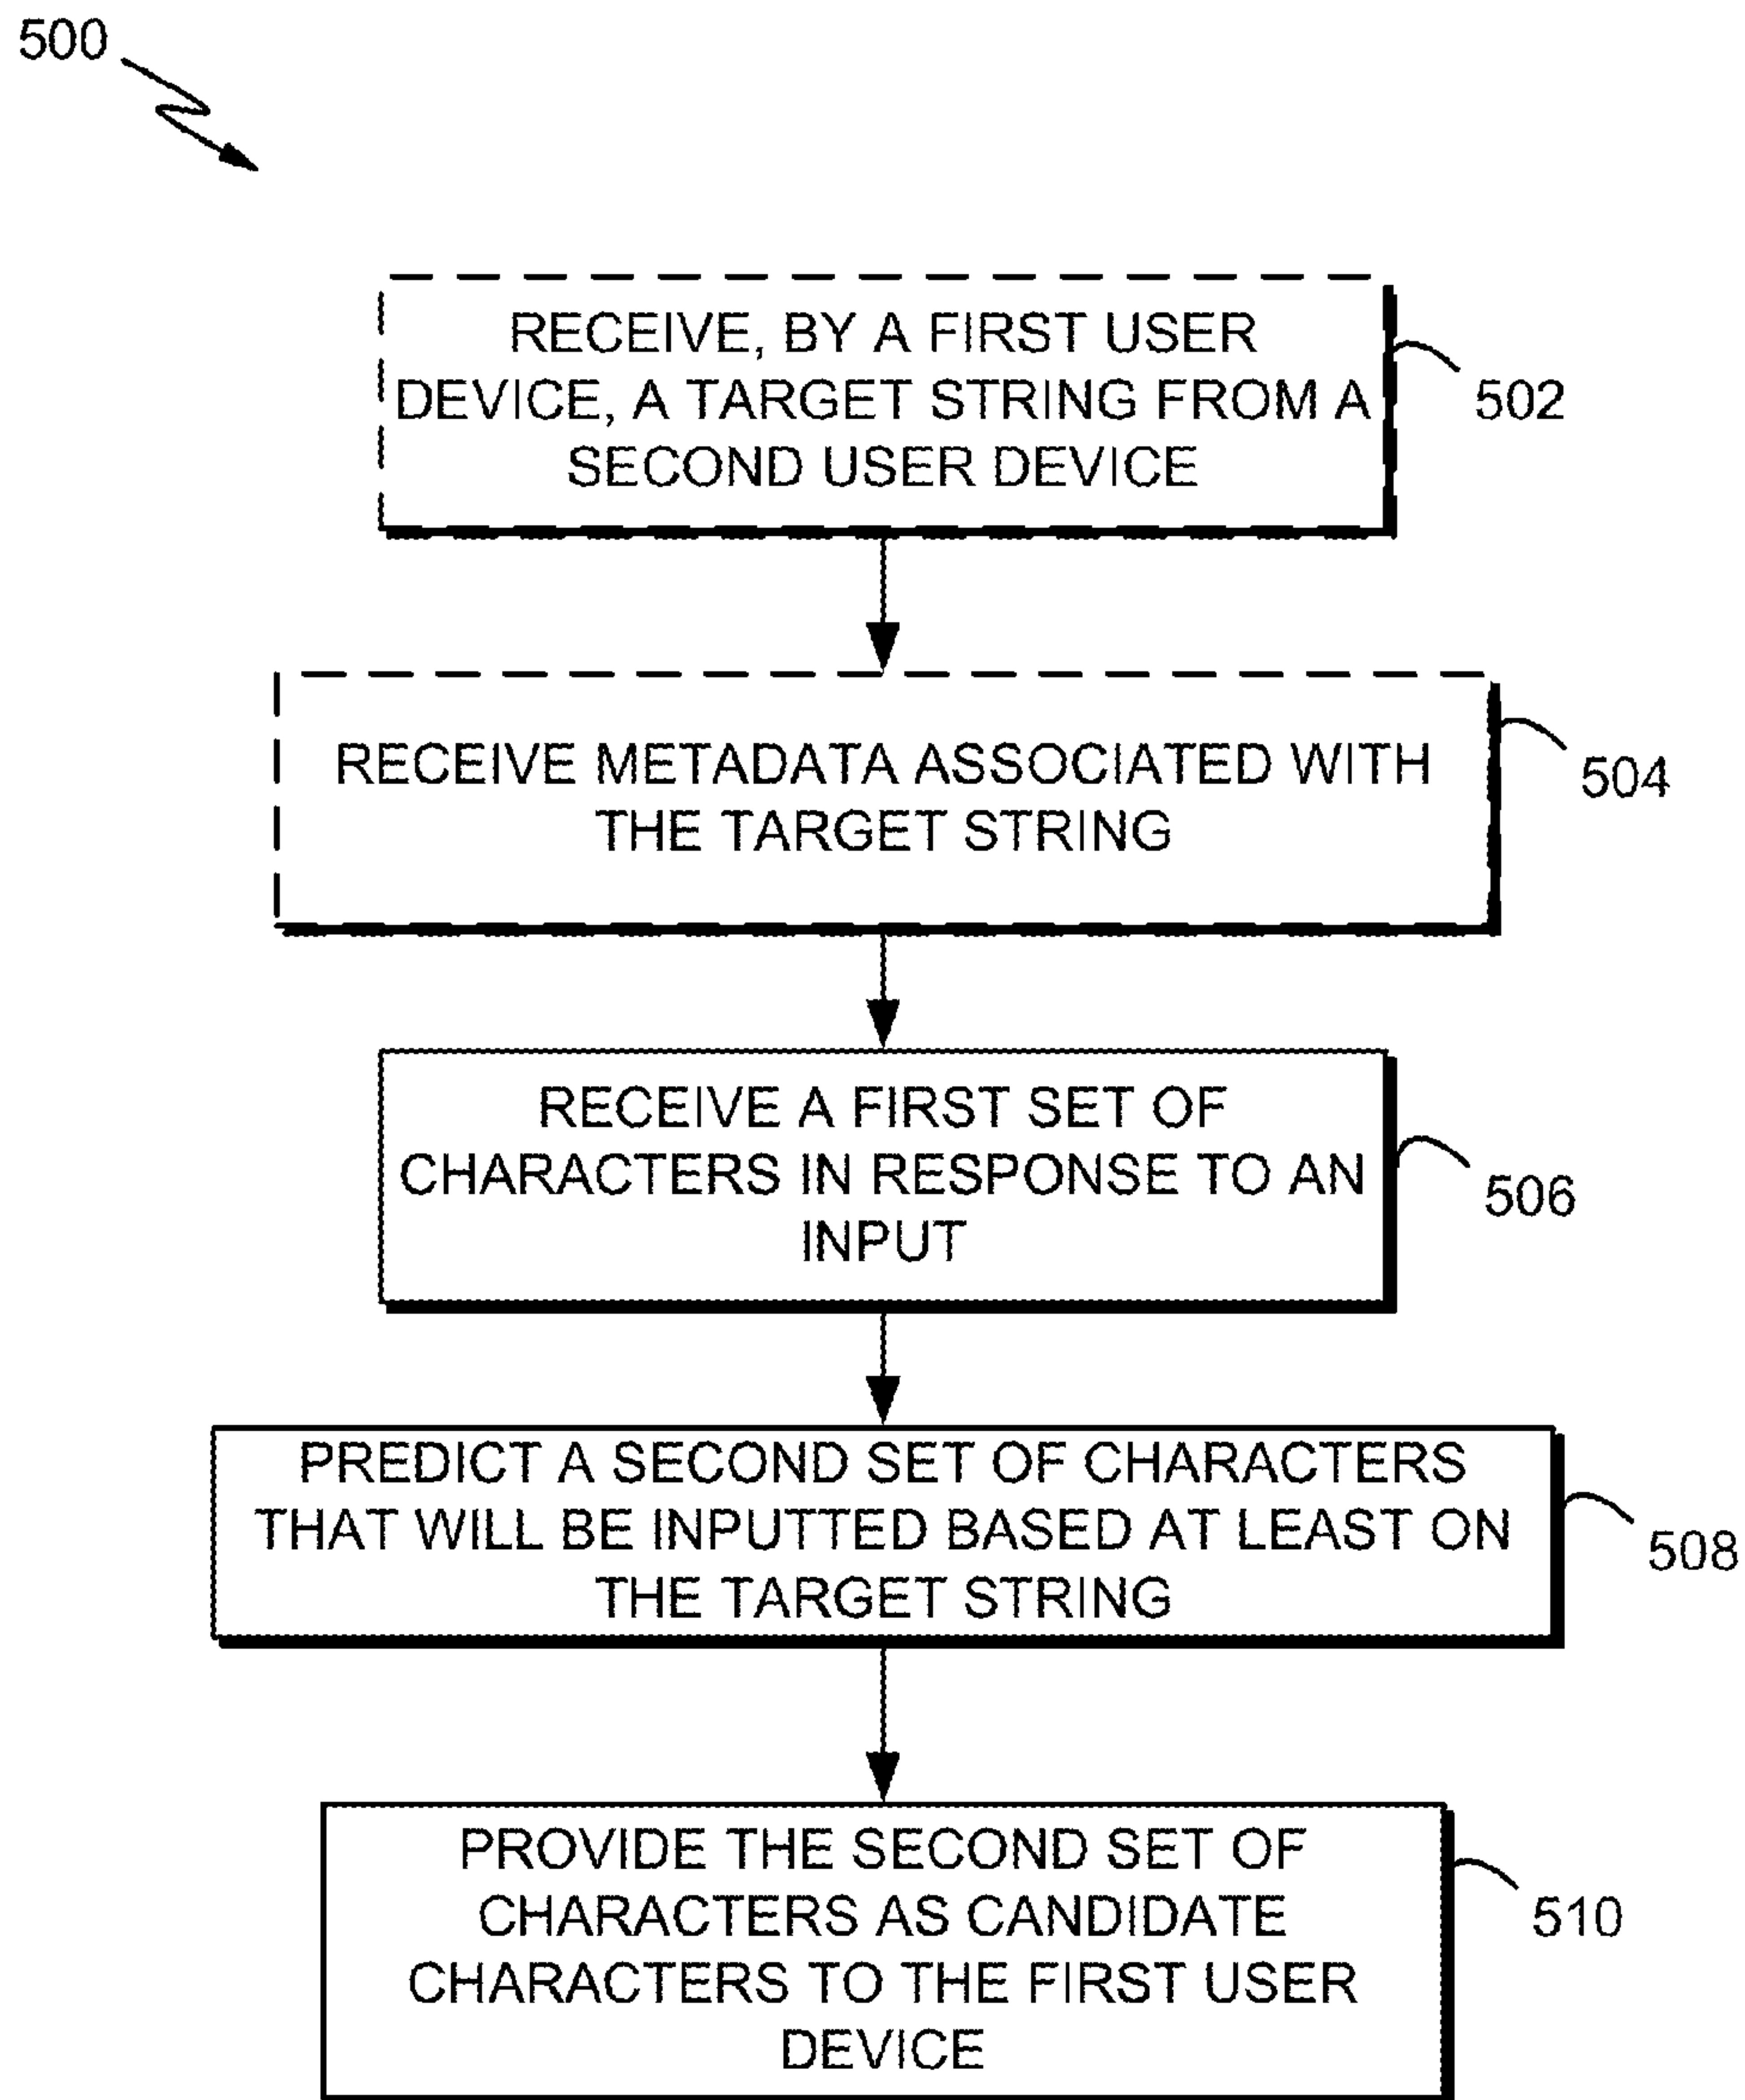 500
RECEIVE, BY A FIRST USER
DEVICE, A TARGET STRING FROM A
SECOND USER DEVICE
502
RECEIVE METADATA ASSOCIATED WITH
THE TARGET STRING
504
RECEIVE A FIRST SET OF
CHARACTERS IN RESPONSE TO AN
INPUT
506
PREDICT A SECOND SET OF CHARACTERS
THAT WILL BE INPUTTED BASED AT LEAST ON
THE TARGET STRING
508
PROVIDE THE SECOND SET OF
CHARACTERS AS CANDIDATE
CHARACTERS TO THE FIRST USER
DEVICE
510